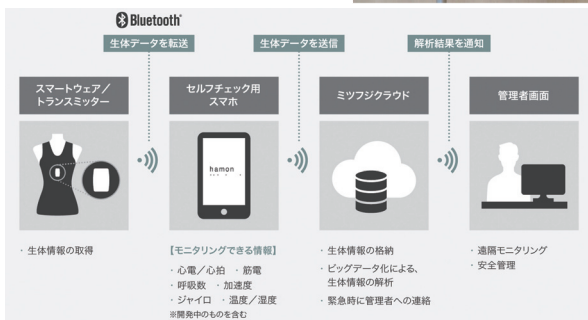 Bluetooth®
生体データを転送
生体データを送信
解析結果を通知
スマートウェア／
トランスミッター
セルフチェック用
スマホ
ミツフジクラウド
管理者画面
hamon
・生体情報の取得
【モニタリングできる情報】
・心電／心拍 ・筋電
・呼吸数 ・加速度
・ジャイロ ・温度／湿度
※開発中のものを含む
・生体情報の格納
・ビッグデータ化による、
生体情報の解析
・緊急時に管理者への連絡
・遠隔モニタリング
・安全管理